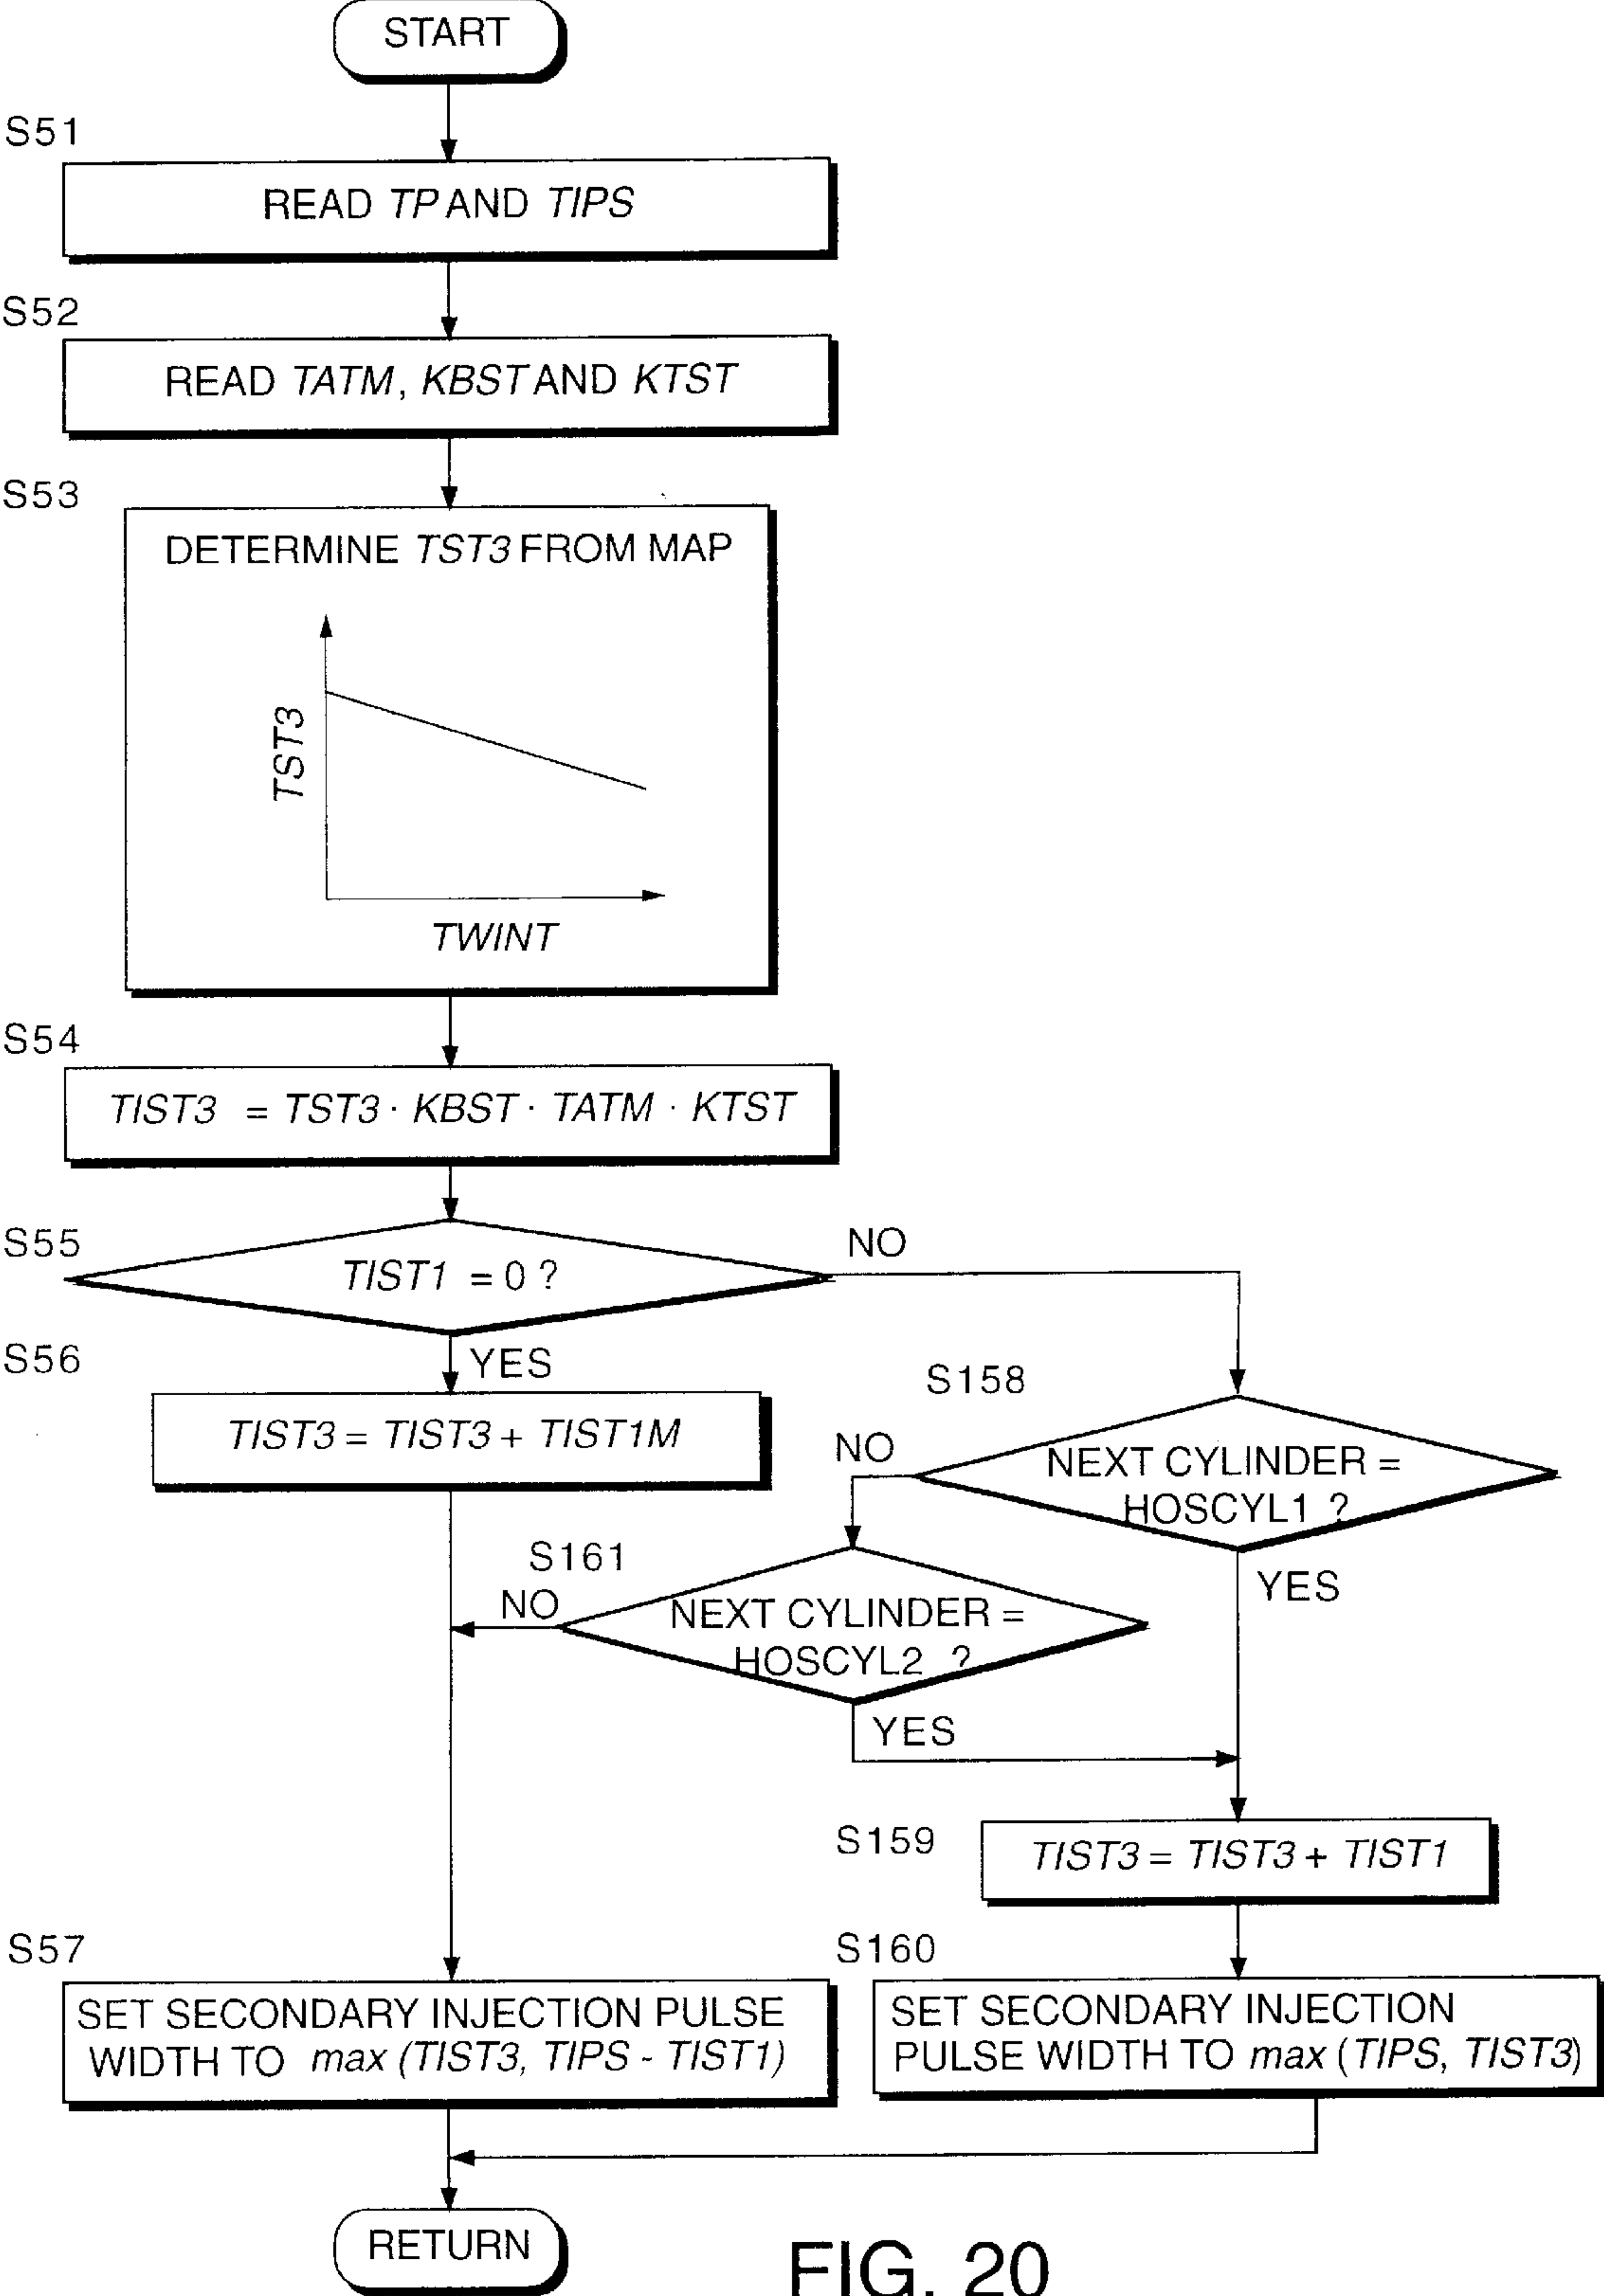 START
S51
READ TP AND TIPS
S52
READ TATM, KBST AND KTST
S53
DETERMINE TST3 FROM MAP
TST3
TWINT
S54
TIST3 = TST3 · KBST · TATM · KTST
S55
TIST1 = 0 ?
NO
YES
S56
TIST3 = TIST3 + TIST1M
S158
NEXT CYLINDER =
HOSCYL1 ?
NO
YES
S161
NEXT CYLINDER =
HOSCYL2 ?
NO
YES
S159
TIST3 = TIST3 + TIST1
S57
SET SECONDARY INJECTION PULSE
WIDTH TO max (TIST3, TIPS - TIST1)
S160
SET SECONDARY INJECTION
PULSE WIDTH TO max (TIPS, TIST3)
RETURN
FIG. 20